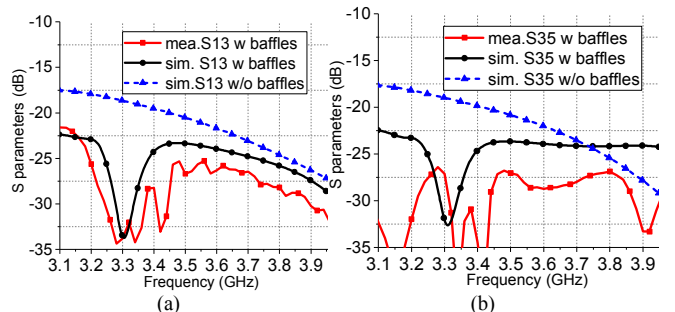 -10
-15
-20
-25
-30
-35
S parameters (dB)
mea.S13 w baffles
sim. S13 w baffles
sim. S13 w/o baffles
3.1 3.2 3.3 3.4 3.5 3.6 3.7 3.8 3.9
Frequency (GHz)
(a)
-10
-15
-20
-25
-30
-35
S parameters (dB)
mea.S35 w baffles
sim. S35 w baffles
sim. S35 w/o baffles
3.1 3.2 3.3 3.4 3.5 3.6 3.7 3.8 3.9
Frequency (GHz)
(b)